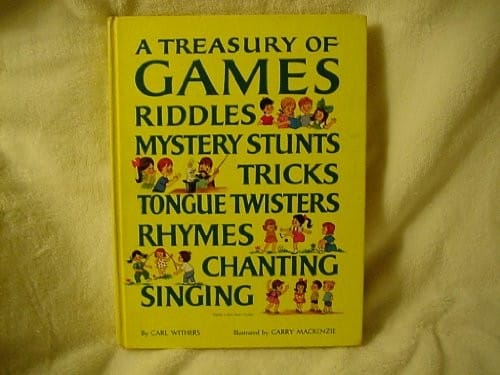 A TREASURY OF
GAMES
RIDDLES
MYSTERY STUNTS
TRICKS
TONGUE TWISTERS
RHYMES
CHANTING
SINGING
By CARL WITHERS Illustrated by GARRY MACKENZIE